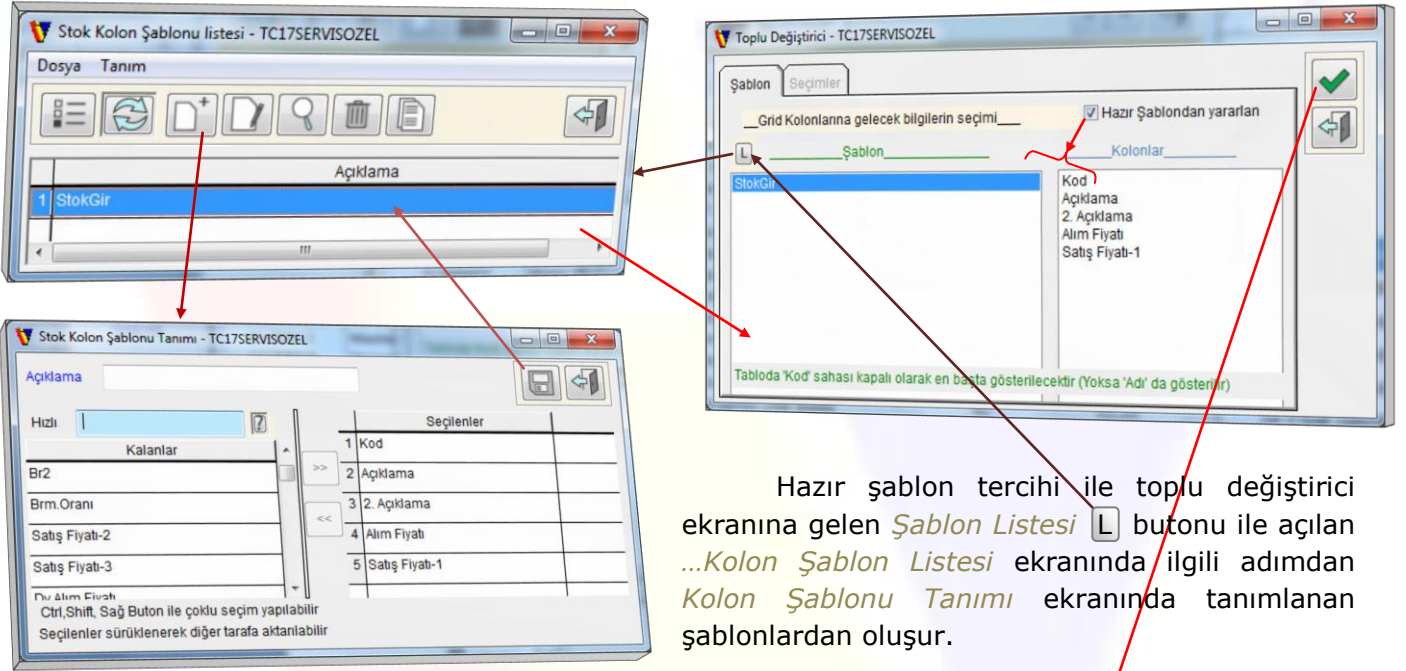 Stok Kolon Şablonu listesi - TC17SERVISOZEL
Dosya Tanım
Açıklama
1 StokGir
Toplu Değiştirici - TC17SERVISOZEL
Şablon Seçimler
__Grid Kolonlarına gelecek bilgilerin seçimi___
Hazır Şablondan yararlan
L
________Şablon____________
_____Kolonlar________
StokGir
Kod
Açıklama
2. Açıklama
Alım Fiyatı
Satış Fiyatı-1
Tabloda 'Kod' sahası kapalı olarak en başta gösterilecektir (Yoksa 'Adı' da gösterilir)
Stok Kolon Şablonu Tanımı - TC17SERVISOZEL
Açıklama
Hızlı
Kalanlar
Br2
Brm.Oranı
Satış Fiyatı-2
Satış Fiyatı-3
Dv.Alım Fiyatı
>>
<<
Seçilenler
1 Kod
2 Açıklama
3 2. Açıklama
4 Alım Fiyatı
5 Satış Fiyatı-1
Ctrl,Shift, Sağ Buton ile çoklu seçim yapılabilir
Seçilenler sürüklenerek diğer tarafa aktarılabilir
Hazır şablon tercihi ile toplu değiştirici
ekranına gelen Şablon Listesi L butonu ile açılan
…Kolon Şablon Listesi ekranında ilgili adımdan
Kolon Şablonu Tanımı ekranında tanımlanan
şablonlardan oluşur.